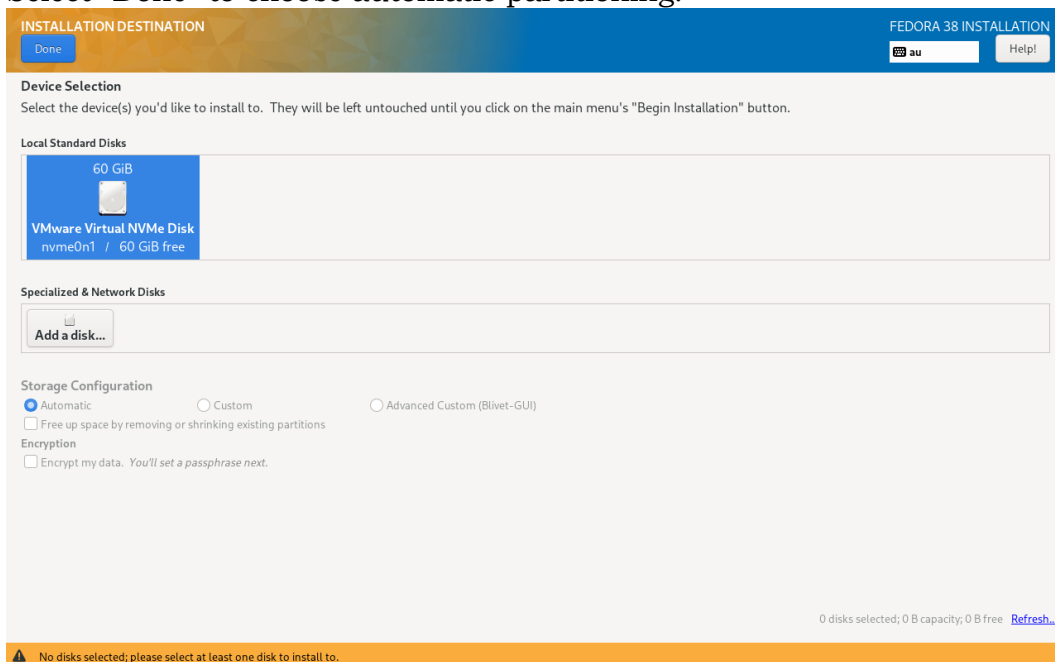 Select "Done" to choose automatic partitioning.
INSTALLATION DESTINATION
FEDORA 38 INSTALLATION
Done
au
Help!
Device Selection
Select the device(s) you'd like to install to. They will be left untouched until you click on the main menu's "Begin Installation" button.
Local Standard Disks
60 GiB
VMware Virtual NVMe Disk
nvme0n1 / 60 GiB free
Specialized & Network Disks
Add a disk...
Storage Configuration
Automatic
Custom
Advanced Custom (Blivet-GUI)
Free up space by removing or shrinking existing partitions
Encryption
Encrypt my data. You'll set a passphrase next.
0 disks selected; 0 B capacity; 0 B free Refresh..
No disks selected; please select at least one disk to install to.